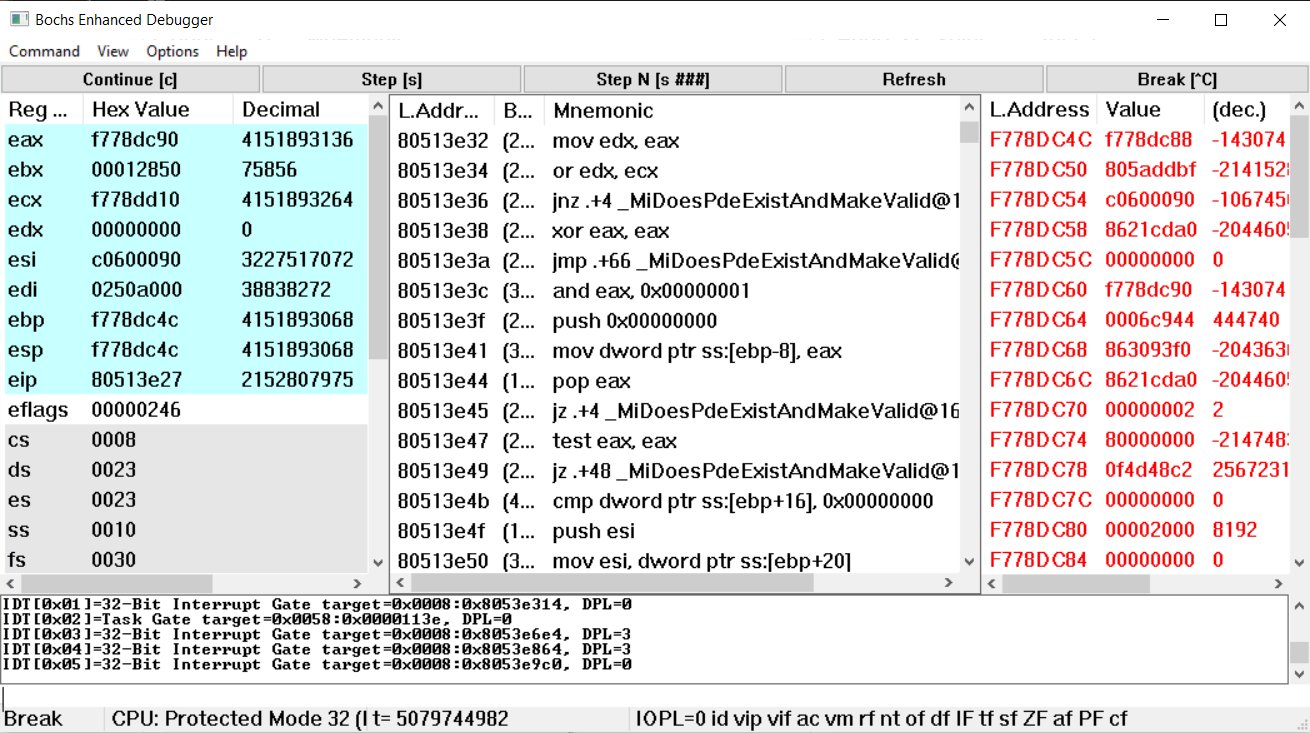 Bochs Enhanced Debugger
Command View Options Help
Continue [c] Step [s] Step N [s ###] Refresh Break [^C]
Reg ... Hex Value Decimal
eax f778dc90 4151893136
ebx 00012850 75856
ecx f778dd10 4151893264
edx 00000000 0
esi c0600090 3227517072
edi 0250a000 38838272
ebp f778dc4c 4151893068
esp f778dc4c 4151893068
eip 80513e27 2152807975
eflags 00000246
cs 0008
ds 0023
es 0023
ss 0010
fs 0030
L.Addr... B... Mnemonic
80513e32 (2... mov edx, eax
80513e34 (2... or edx, ecx
80513e36 (2... jnz .+4 _MiDoesPdeExistAndMakeValid@1
80513e38 (2... xor eax, eax
80513e3a (2... jmp .+66 _MiDoesPdeExistAndMakeValid@
80513e3c (3... and eax, 0x00000001
80513e3f (2... push 0x00000000
80513e41 (3... mov dword ptr ss:[ebp-8], eax
80513e44 (1... pop eax
80513e45 (2... jz .+4 _MiDoesPdeExistAndMakeValid@16
80513e47 (2... test eax, eax
80513e49 (2... jz .+48 _MiDoesPdeExistAndMakeValid@1
80513e4b (4... cmp dword ptr ss:[ebp+16], 0x00000000
80513e4f (1... push esi
80513e50 (3... mov esi, dword ptr ss:[ebp+20]
L.Address Value (dec.)
F778DC4C f778dc88 -143074
F778DC50 805addbf -2141528
F778DC54 c0600090 -1067450
F778DC58 8621cda0 -2044605
F778DC5C 00000000 0
F778DC60 f778dc90 -143074
F778DC64 0006c944 444740
F778DC68 863093f0 -2043630
F778DC6C 8621cda0 -2044605
F778DC70 00000002 2
F778DC74 80000000 -2147483
F778DC78 0f4d48c2 2567231
F778DC7C 00000000 0
F778DC80 00002000 8192
F778DC84 00000000 0
IDT[0x01]=32-Bit Interrupt Gate target=0x0008:0x8053e314, DPL=0
IDT[0x02]=Task Gate target=0x0058:0x0000113e, DPL=0
IDT[0x03]=32-Bit Interrupt Gate target=0x0008:0x8053e6e4, DPL=3
IDT[0x04]=32-Bit Interrupt Gate target=0x0008:0x8053e864, DPL=3
IDT[0x05]=32-Bit Interrupt Gate target=0x0008:0x8053e9c0, DPL=0
Break CPU: Protected Mode 32 ( t= 5079744982 IOPL=0 id vip vif ac vm rf nt of df IF tf sf ZF af PF cf